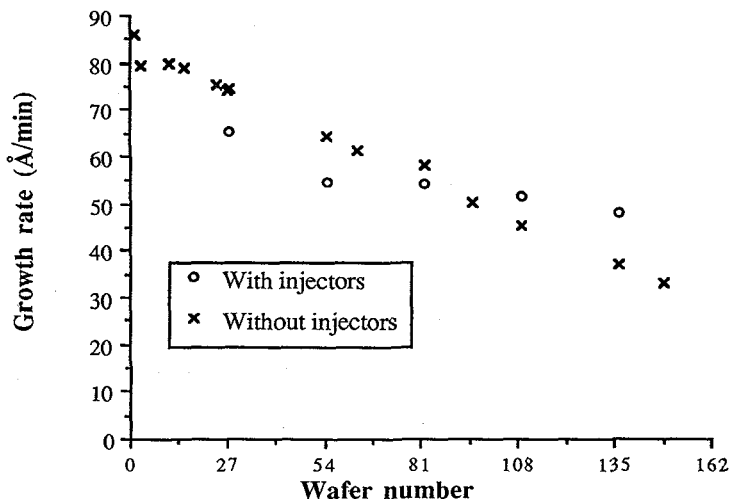 90
80
70
60
50
40
30
20
10
0
Growth rate (Å/min)
With injectors
Without injectors
0 27 54 81 108 135 162
Wafer number